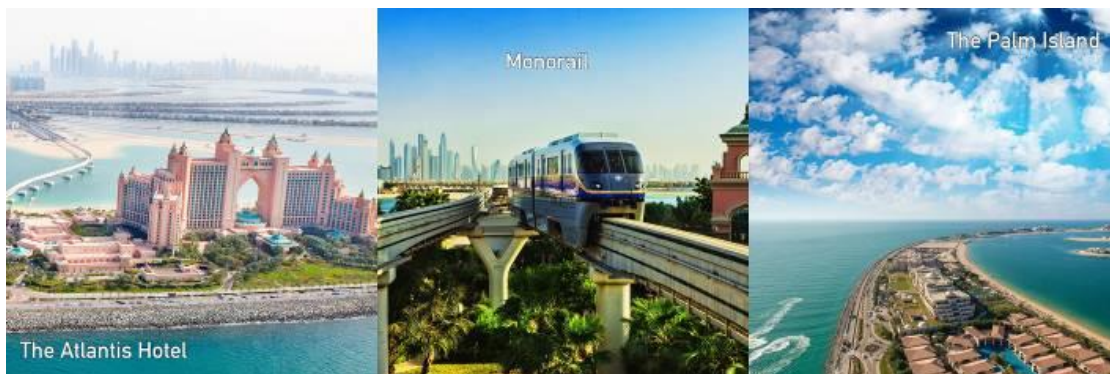 The Atlantis Hotel
Monorail
The Palm Island